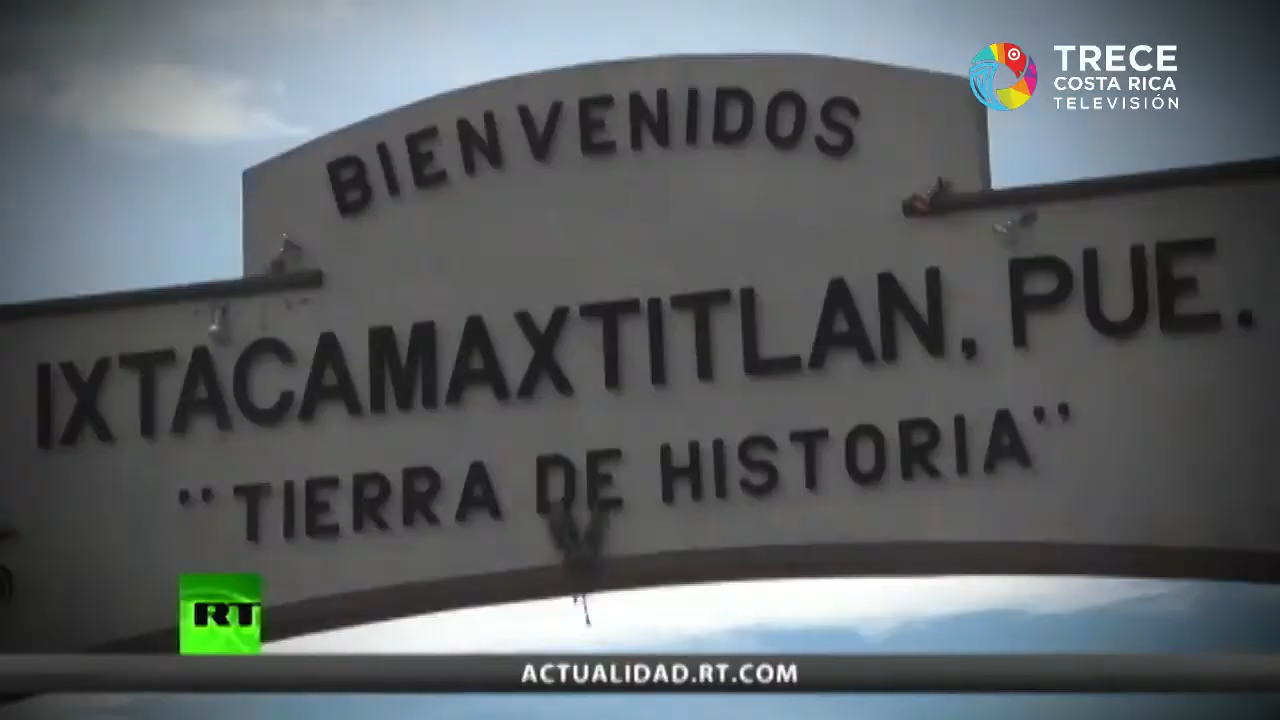 TRECE
COSTA RICA
TELEVISIÓN
BIENVENIDOS
IXTACAMAXTITLAN, PUE.
"TIERRA DE HISTORIA"
RT
ACTUALIDAD.RT.COM